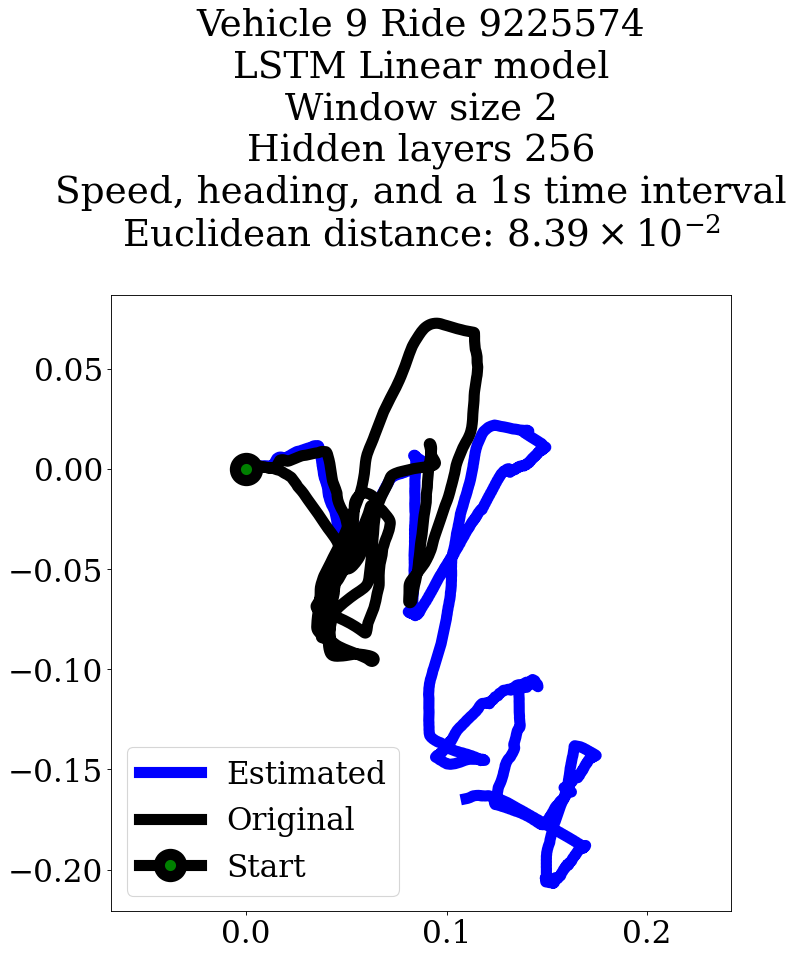 Vehicle 9 Ride 9225574
LSTM Linear model
Window size 2
Hidden layers 256
Speed, heading, and a 1s time interval
Euclidean distance: 8.39 × 10⁻²
0.05
0.00
−0.05
−0.10
−0.15
−0.20
Estimated
Original
Start
0.0
0.1
0.2